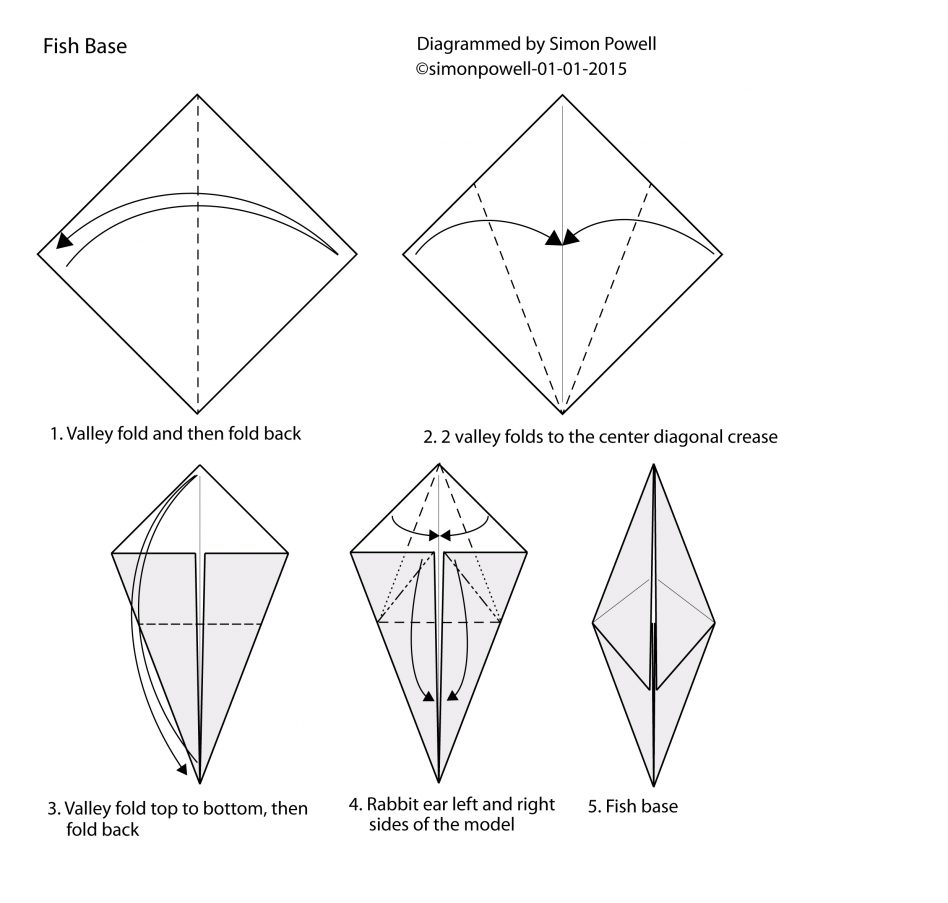 Fish Base
Diagrammed by Simon Powell
©simonpowell-01-01-2015
1. Valley fold and then fold back
2. 2 valley folds to the center diagonal crease
3. Valley fold top to bottom, then
fold back
4. Rabbit ear left and right
sides of the model
5. Fish base